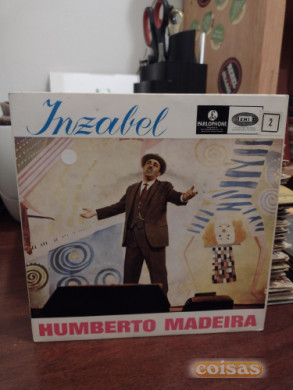 Inzabel
PARLOPHONE
EMI
2
HUMBERTO MADEIRA
coisas